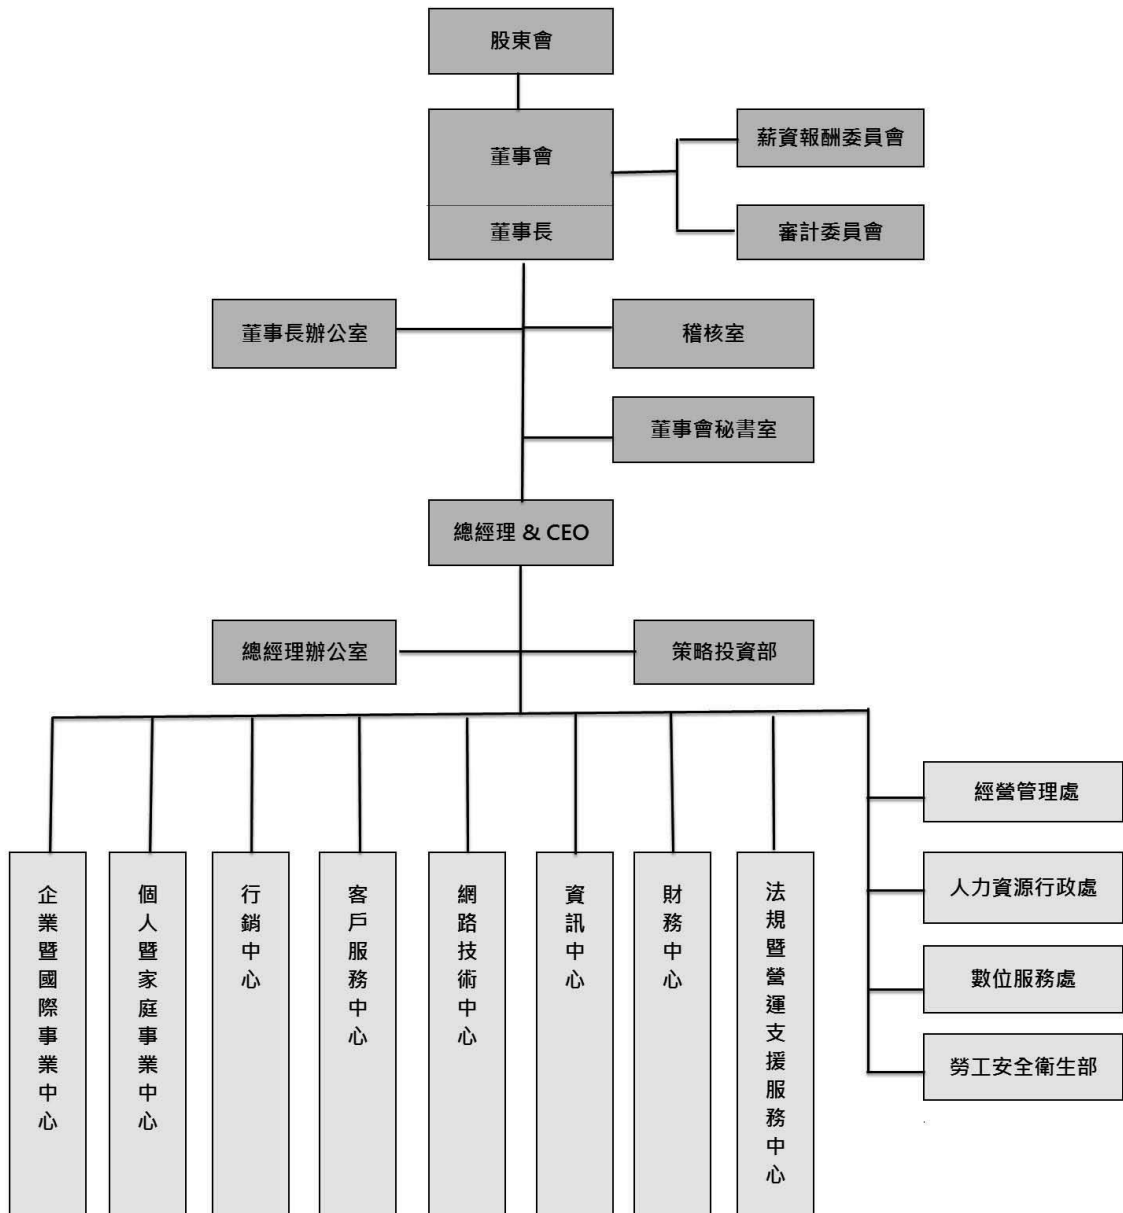 股東會
董事會
薪資報酬委員會
董事長
審計委員會
董事長辦公室
稽核室
董事會秘書室
總經理 & CEO
總經理辦公室
策略投資部
企業暨國際事業中心
個人暨家庭事業中心
行銷中心
客戶服務中心
網路技術中心
資訊中心
財務中心
法規暨營運支援服務中心
經營管理處
人力資源行政處
數位服務處
勞工安全衛生部